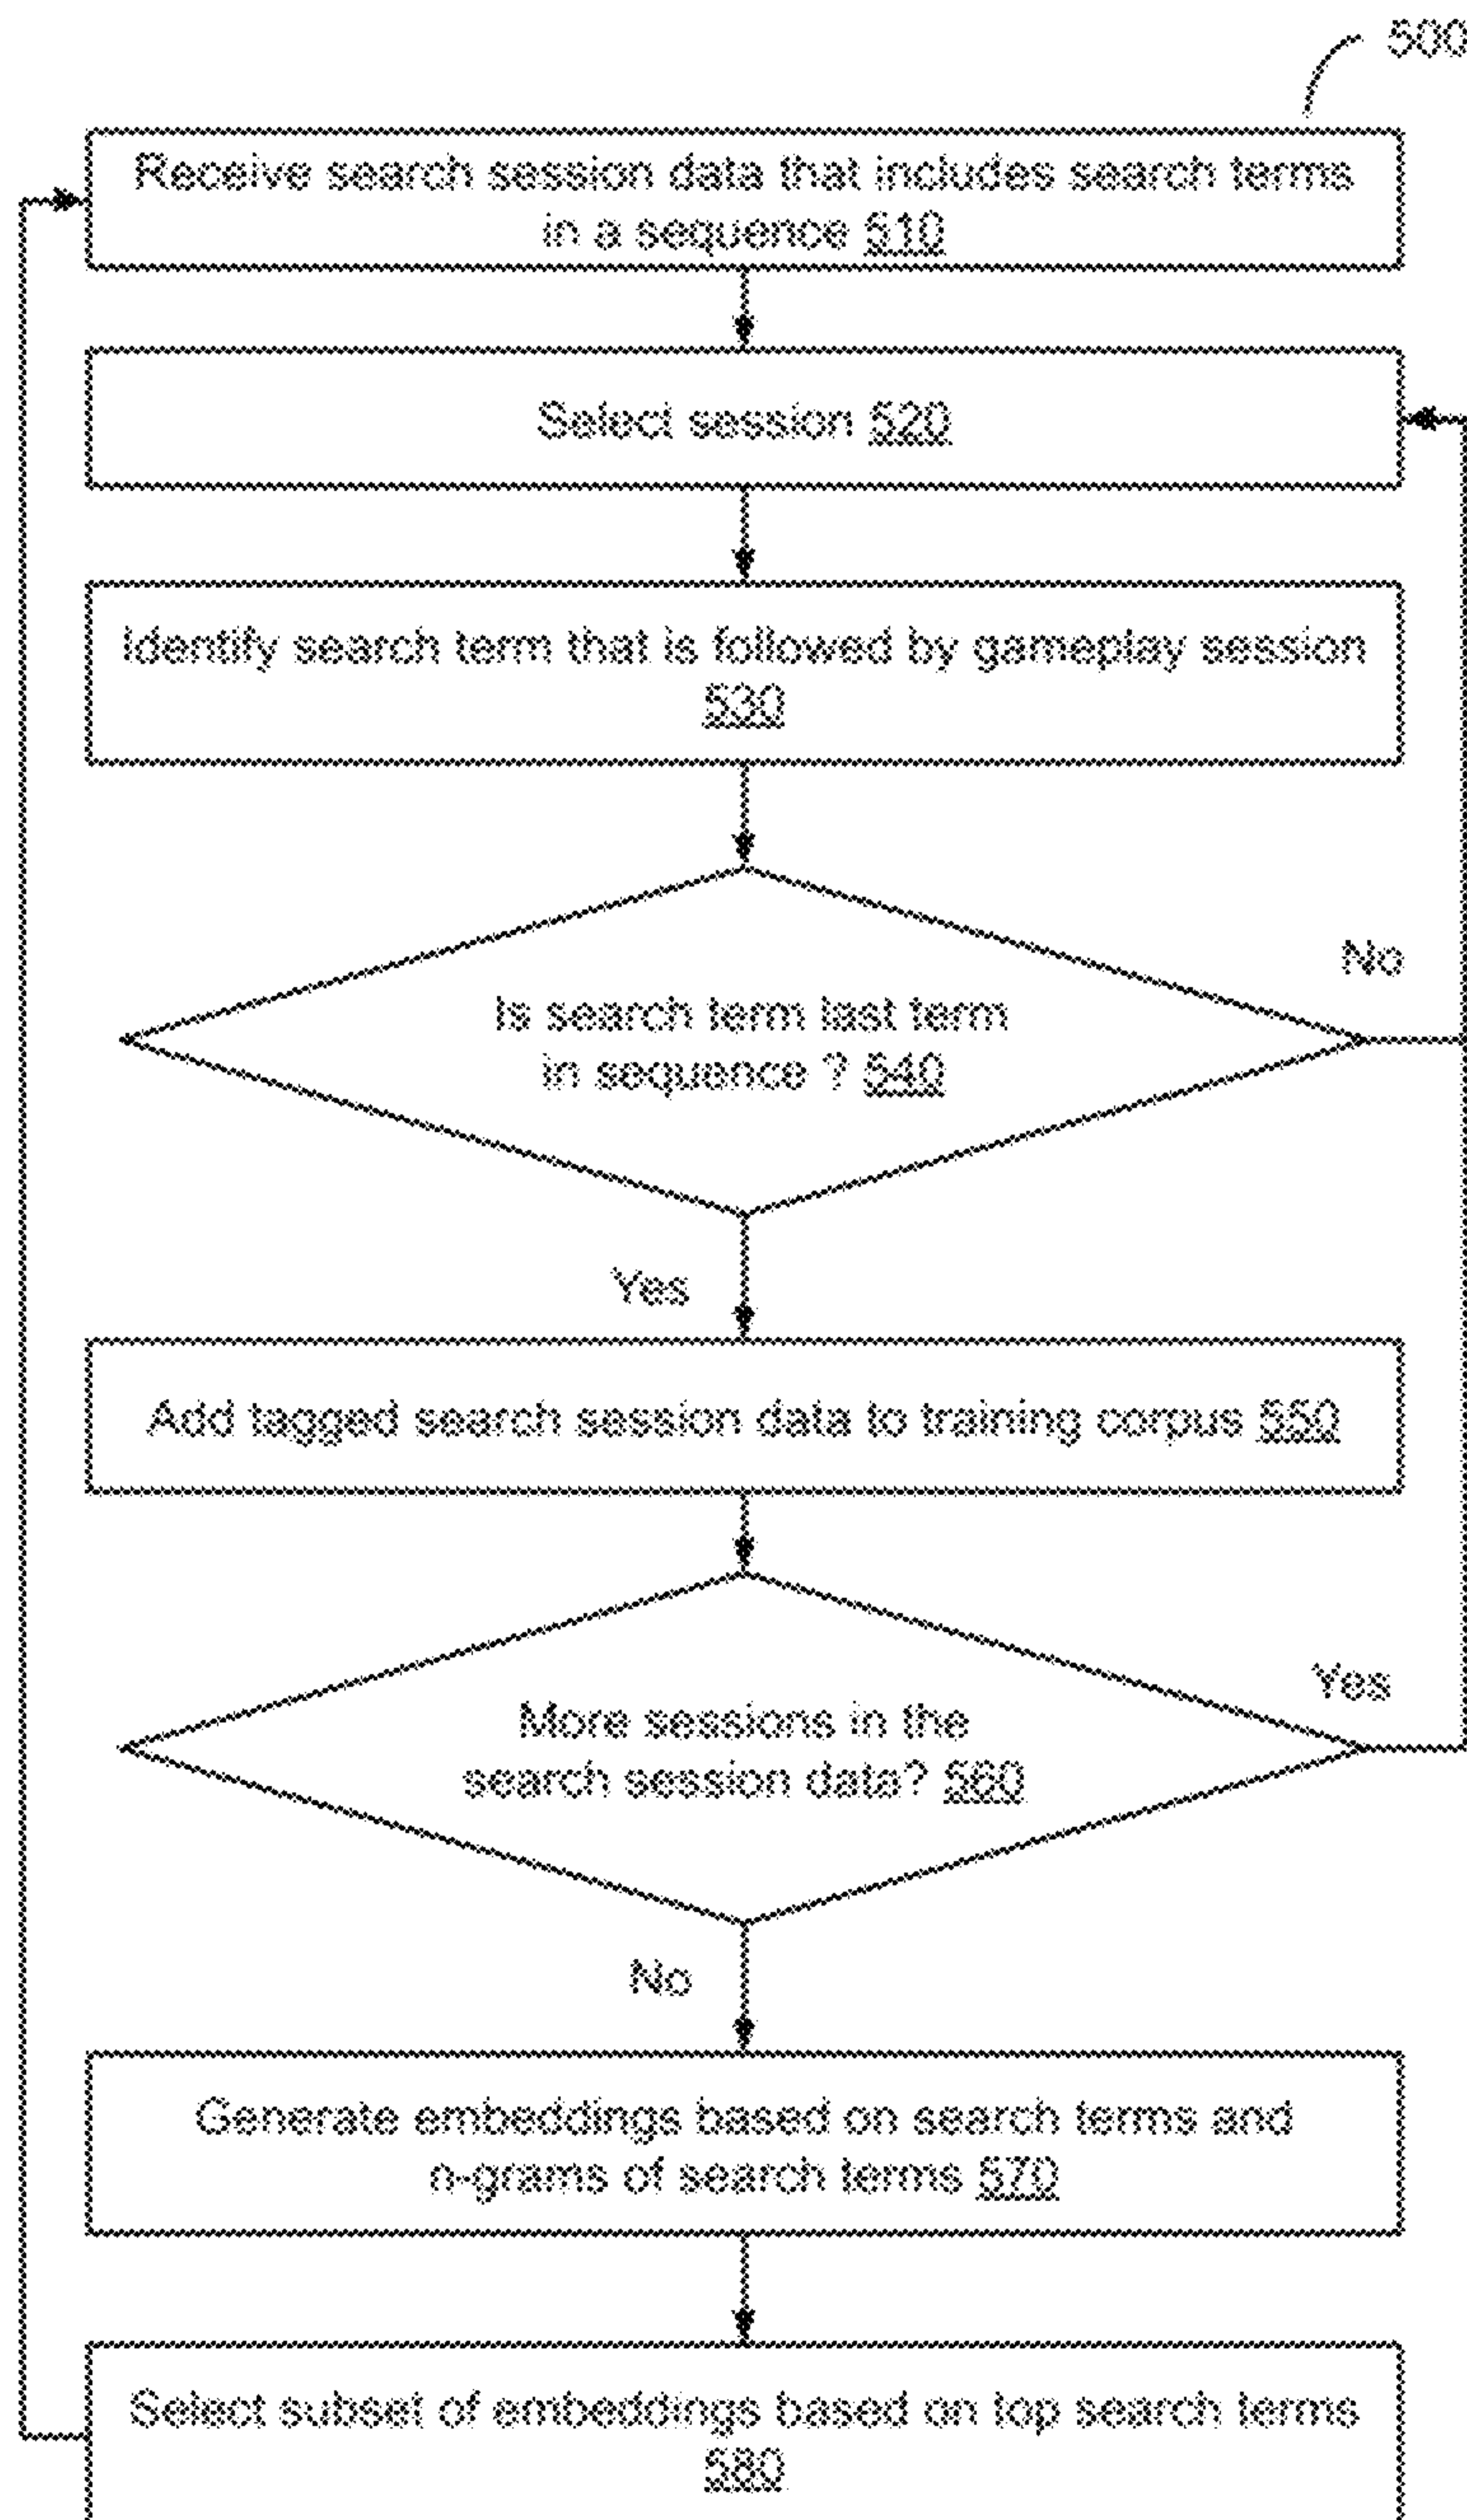 500
Receive search session data that includes search terms
in a sequence 510
Select session 520
Identify search term that is followed by gameplay session
530
No
Is search term last term
in sequence ? 540
Yes
Add tagged search session data to training corpus 550
Yes
More sessions in the
search session data? 560
No
Generate embeddings based on search terms and
n-grams of search terms 570
Select subset of embeddings based on top search terms
580